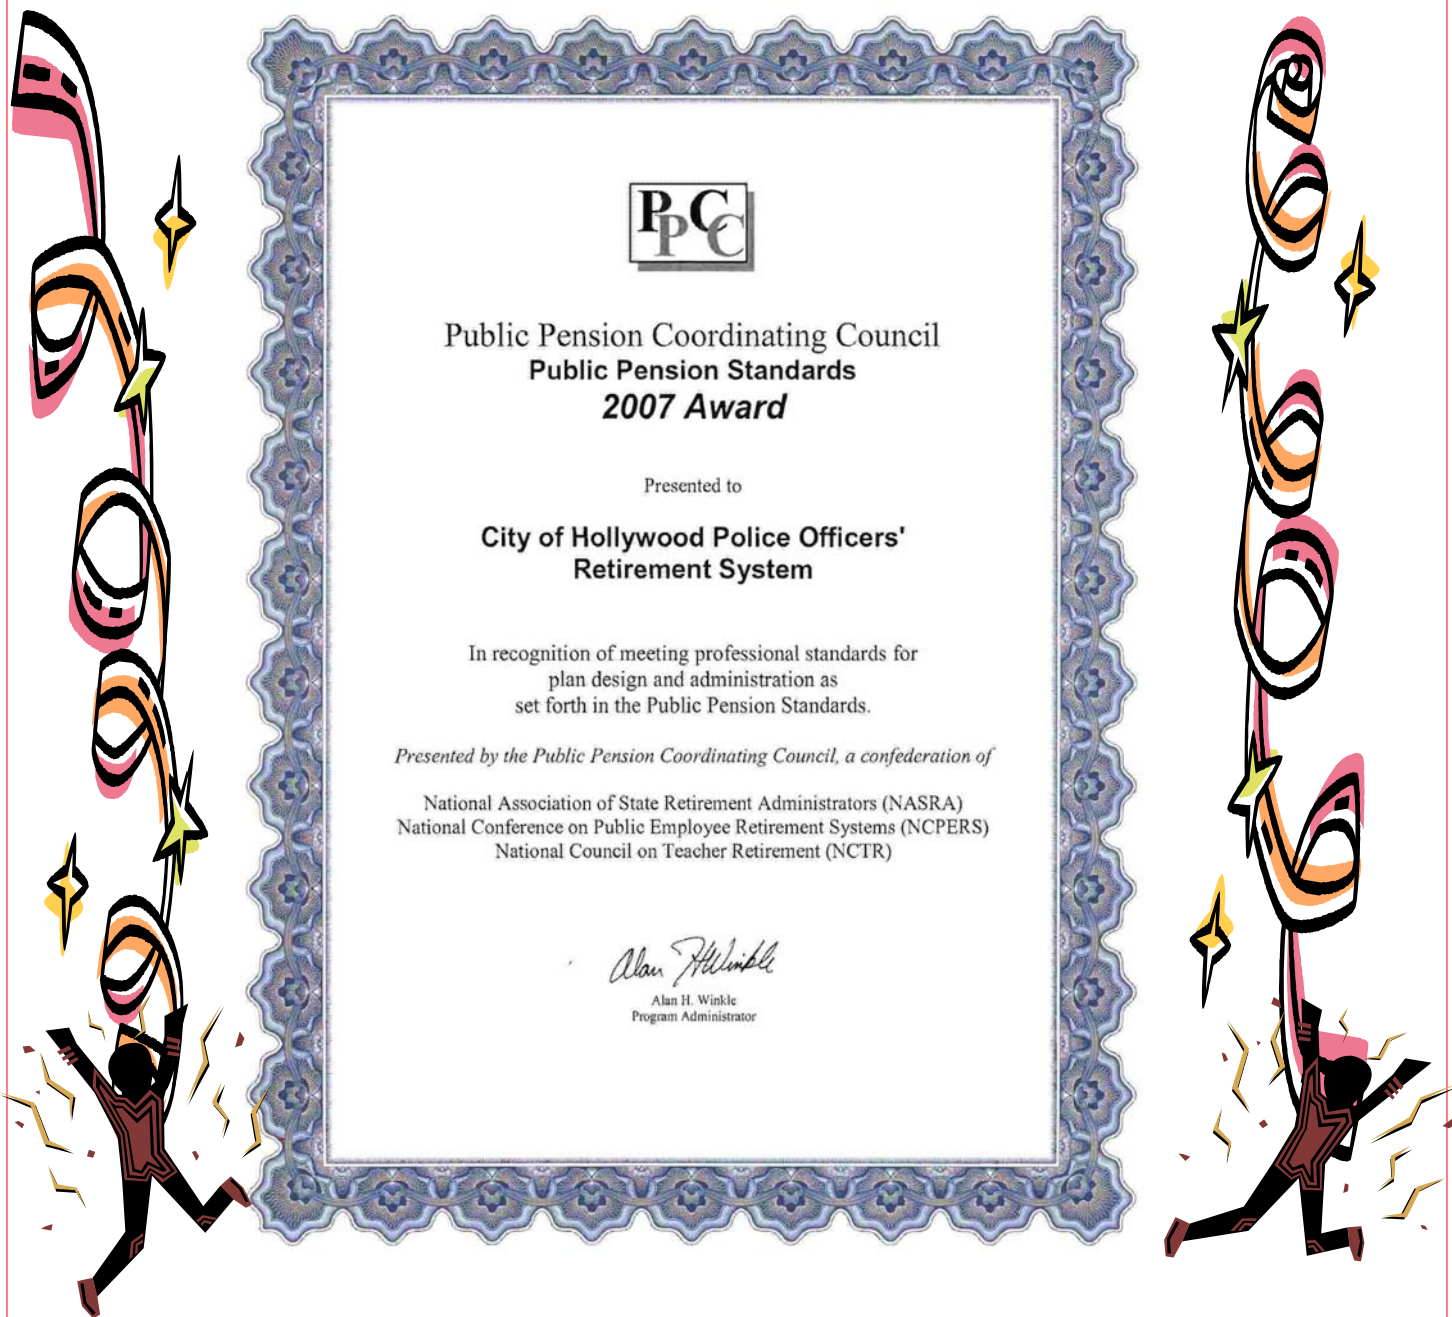 PPCC
Public Pension Coordinating Council
Public Pension Standards
2007 Award
Presented to
City of Hollywood Police Officers'
Retirement System
In recognition of meeting professional standards for
plan design and administration as
set forth in the Public Pension Standards.
Presented by the Public Pension Coordinating Council, a confederation of
National Association of State Retirement Administrators (NASRA)
National Conference on Public Employee Retirement Systems (NCPERS)
National Council on Teacher Retirement (NCTR)
Alan H Winkle
Alan H. Winkle
Program Administrator